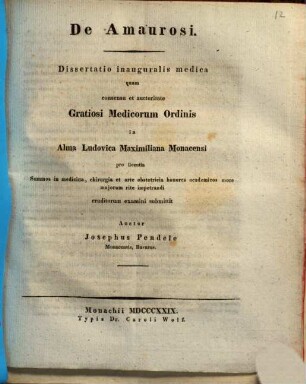 12
De Amaurosi.
Dissertatio inauguralis medica
quam
consensu et auctoritate
Gratiosi Medicorum Ordinis
in
Alma Ludovica Maximiliana Monacensi
pro licentia
Summos in medicina, chirurgia et arte obstetricia honores academicos more
majorum rite impetrandi
eruditorum examini submittit
Auctor
Josephus Pendele
Monacensis, Bavarus.
Monachii MDCCCXXIX.
Typis Dr. Caroli Wolf.